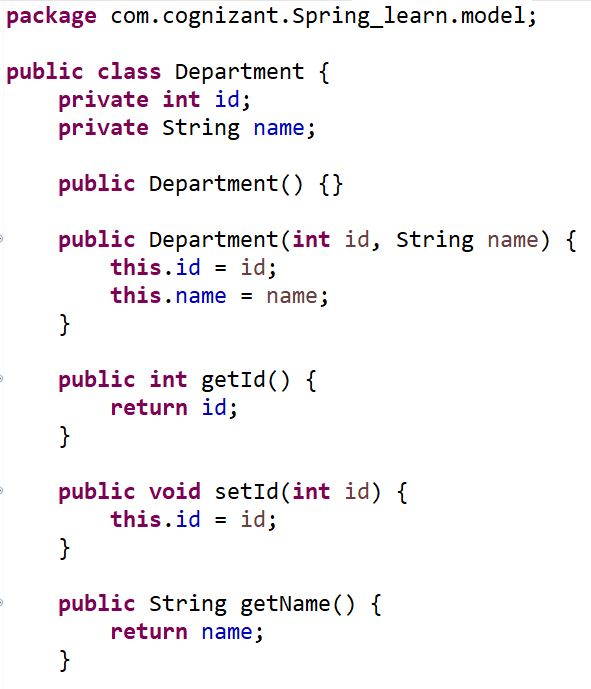 package com.cognizant.Spring_learn.model;
public class Department {
private int id;
private String name;
public Department() {}
public Department(int id, String name) {
this.id = id;
this.name = name;
}
public int getId() {
return id;
}
public void setId(int id) {
this.id = id;
}
public String getName() {
return name;
}